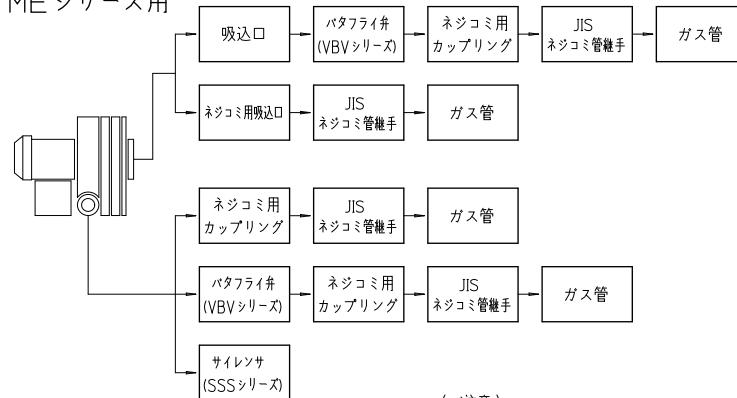 MEシリーズ用
吸込口
バタフライ弁
(VBVシリーズ)
ネジコミ用
カップリング
JIS
ネジコミ管継手
ガス管
ネジコミ用吸込口
JIS
ネジコミ管継手
ガス管
ネジコミ用
カップリング
JIS
ネジコミ管継手
ガス管
バタフライ弁
(VBVシリーズ)
ネジコミ用
カップリング
JIS
ネジコミ管継手
ガス管
サイレンサ
(SSSシリーズ)